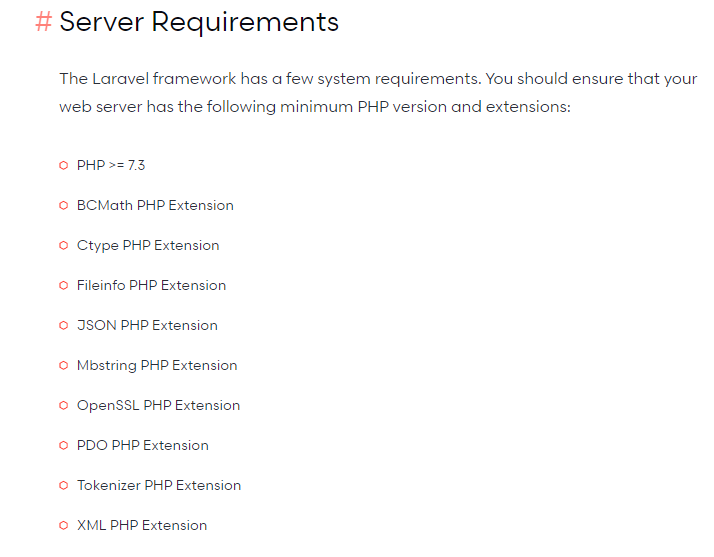 # Server Requirements
The Laravel framework has a few system requirements. You should ensure that your
web server has the following minimum PHP version and extensions:
PHP >= 7.3
BCMath PHP Extension
Ctype PHP Extension
Fileinfo PHP Extension
JSON PHP Extension
Mbstring PHP Extension
OpenSSL PHP Extension
PDO PHP Extension
Tokenizer PHP Extension
XML PHP Extension